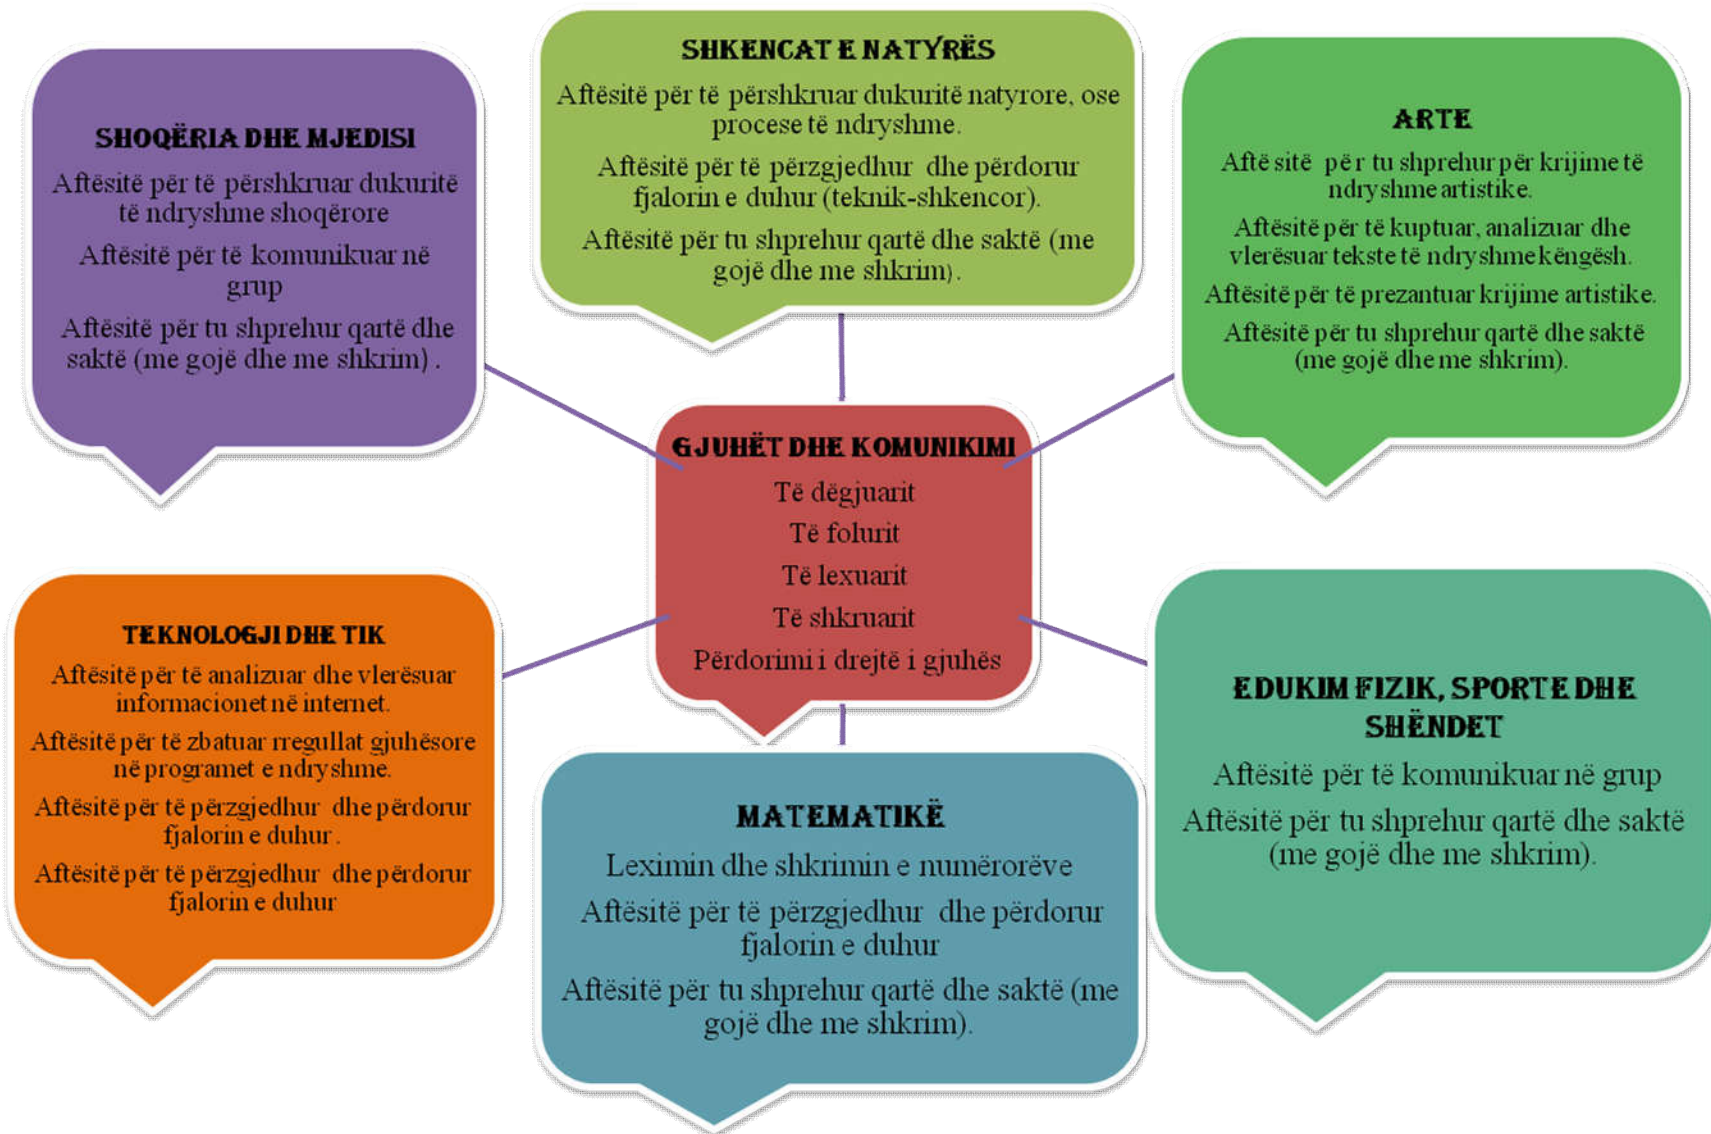 SHOQËRIA DHE MJEDISI
Aftësitë për të përshkruar dukuritë
të ndryshme shoqërore
Aftësitë për të komunikuar në
grup
Aftësitë për tu shprehur qartë dhe
saktë (me gojë dhe me shkrim) .
SHKENCAT E NATYRËS
Aftësitë për të përshkruar dukuritë natyrore, ose
procese të ndryshme.
Aftësitë për të përzgjedhur dhe përdorur
fjalorin e duhur (teknik-shkencor).
Aftësitë për tu shprehur qartë dhe saktë (me
gojë dhe me shkrim).
ARTE
Aftësitë për tu shprehur për krijime të
ndryshme artistike.
Aftësitë për të kuptuar, analizuar dhe
vlerësuar tekste të ndryshme këngësh.
Aftësitë për të prezantuar krijime artistike.
Aftësitë për tu shprehur qartë dhe saktë
(me gojë dhe me shkrim).
GJUHËT DHE KOMUNIKIMI
Të dëgjuarit
Të folurit
Të lexuarit
Të shkruarit
Përdorimi i drejtë i gjuhës
TEKNOLOGJI DHE TIK
Aftësitë për të analizuar dhe vlerësuar
informacionet në internet.
Aftësitë për të zbatuar rregullat gjuhësore
në programet e ndryshme.
Aftësitë për të përzgjedhur dhe përdorur
fjalorin e duhur.
Aftësitë për të përzgjedhur dhe përdorur
fjalorin e duhur
MATEMATIKË
Leximin dhe shkrimin e numërorëve
Aftësitë për të përzgjedhur dhe përdorur
fjalorin e duhur
Aftësitë për tu shprehur qartë dhe saktë (me
gojë dhe me shkrim).
EDUKIM FIZIK, SPORTE DHE
SHËNDET
Aftësitë për të komunikuar në grup
Aftësitë për tu shprehur qartë dhe saktë
(me gojë dhe me shkrim).